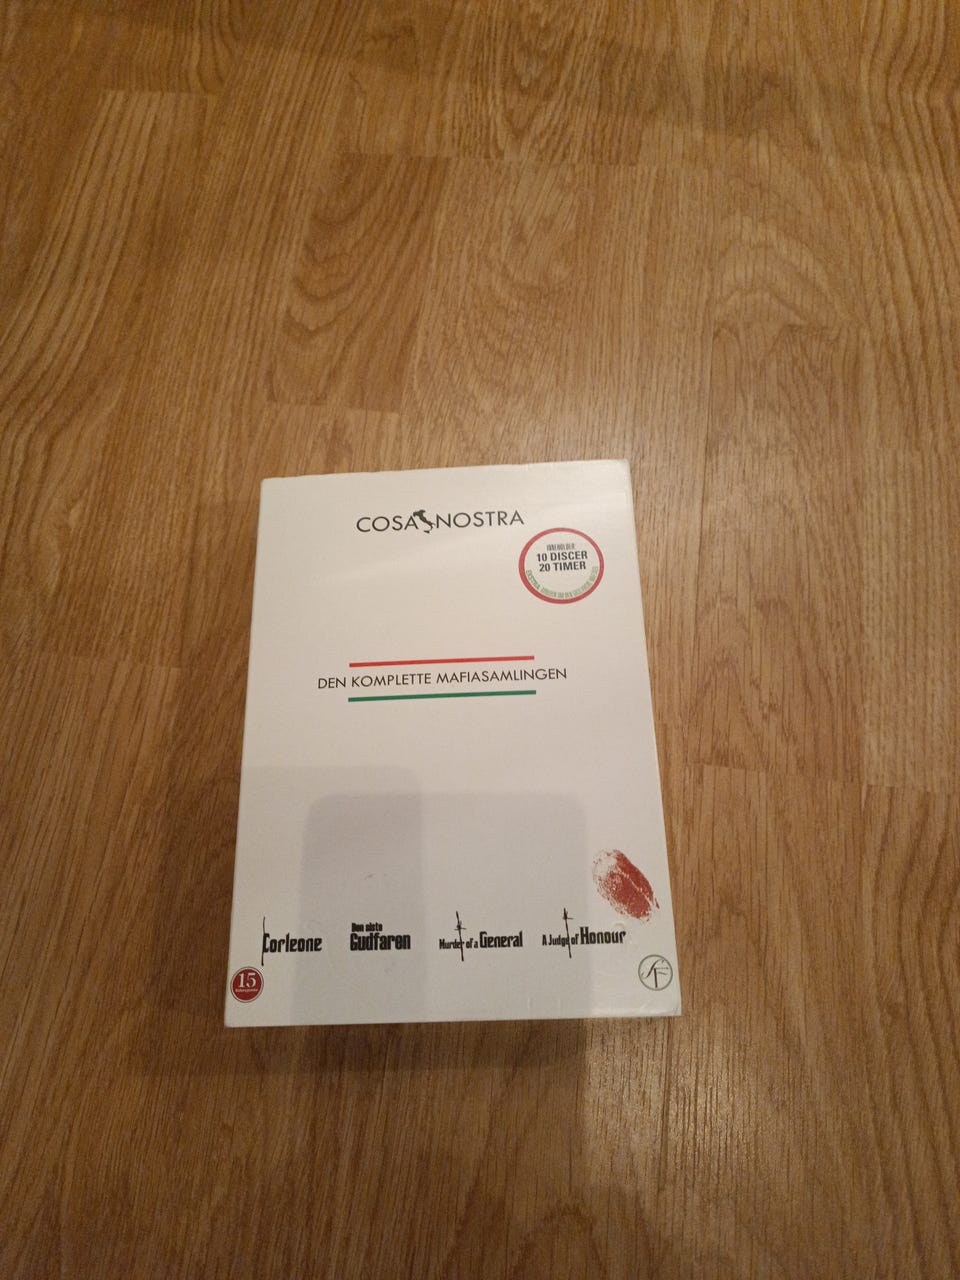 COSA NOSTRA
INNEHOLDER:
10 DISCER
20 TIMER
DEN KOMPLETTE MAFIASAMLINGEN
Corleone
Den siste
Gudfaren
Murder of a General
A Judge of Honour
15
SF